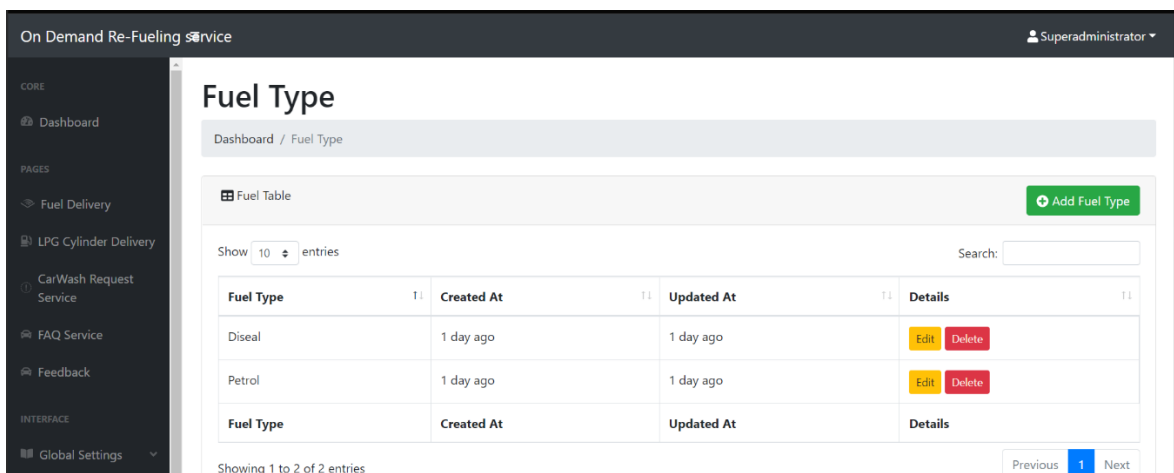 On Demand Re-Fueling service
Superadministrator
CORE
Dashboard
PAGES
Fuel Delivery
LPG Cylinder Delivery
CarWash Request
Service
FAQ Service
Feedback
INTERFACE
Global Settings
Fuel Type
Dashboard / Fuel Type
Fuel Table
Add Fuel Type
Show 10 entries
Search:
Fuel Type Created At Updated At Details
Diseal 1 day ago 1 day ago Edit Delete
Petrol 1 day ago 1 day ago Edit Delete
Fuel Type Created At Updated At Details
Showing 1 to 2 of 2 entries
Previous 1 Next